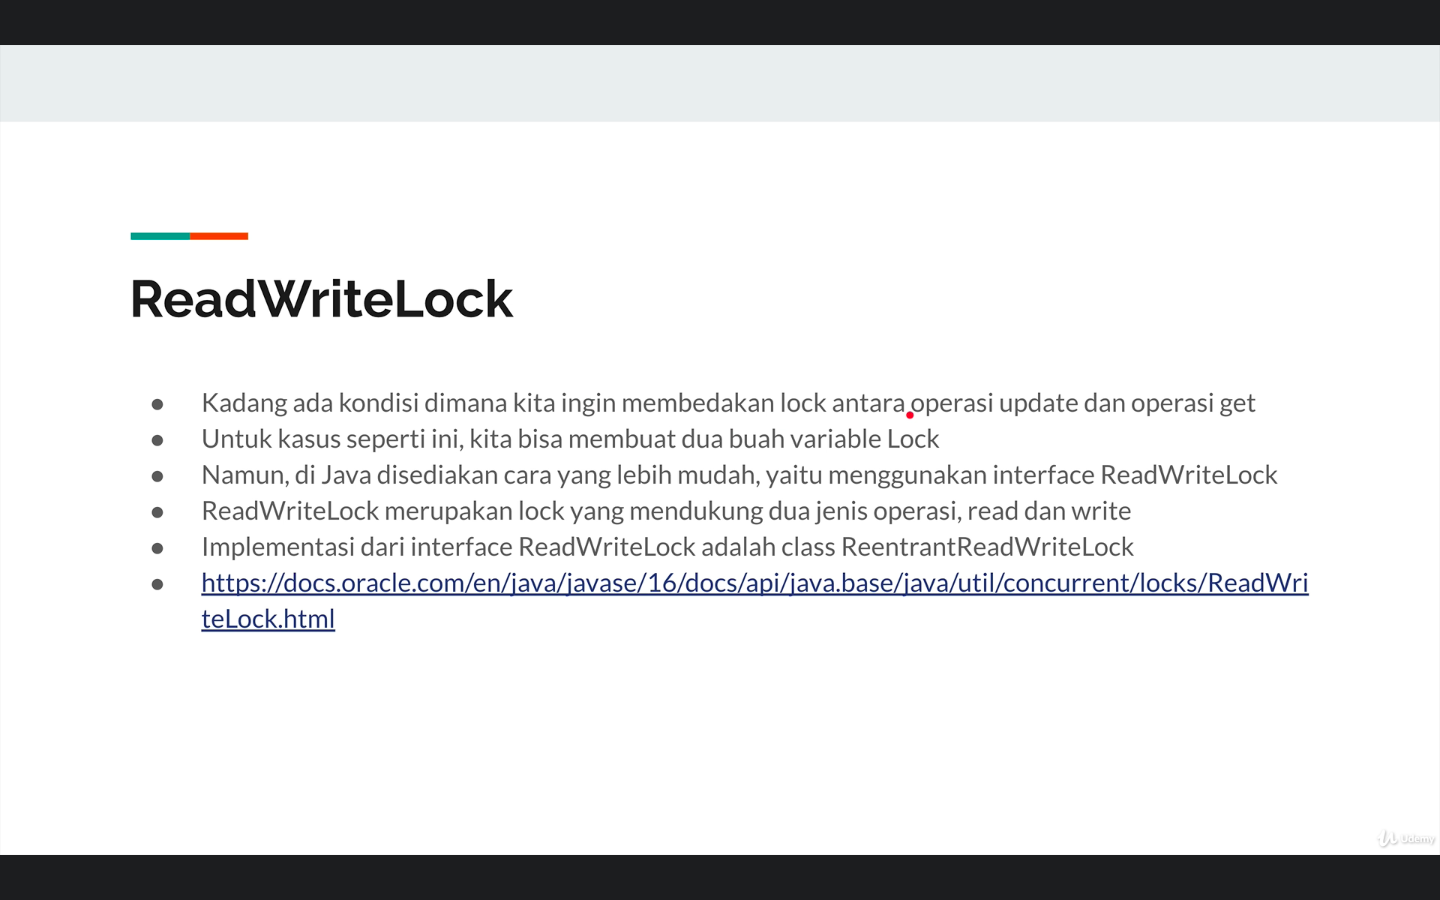 ReadWriteLock
● Kadang ada kondisi dimana kita ingin membedakan lock antara operasi update dan operasi get
● Untuk kasus seperti ini, kita bisa membuat dua buah variable Lock
● Namun, di Java disediakan cara yang lebih mudah, yaitu menggunakan interface ReadWriteLock
● ReadWriteLock merupakan lock yang mendukung dua jenis operasi, read dan write
● Implementasi dari interface ReadWriteLock adalah class ReentrantReadWriteLock
● https://docs.oracle.com/en/java/javase/16/docs/api/java.base/java/util/concurrent/locks/ReadWri
teLock.html
Udemy